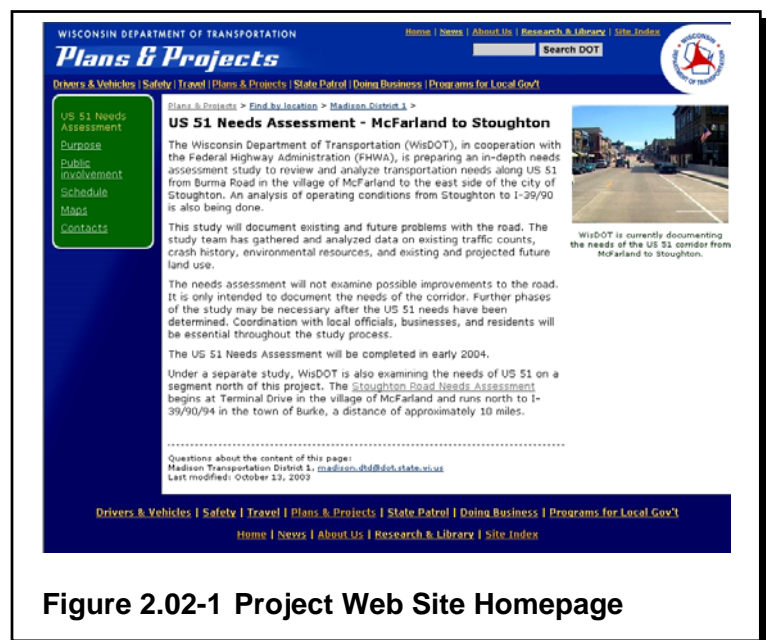 WISCONSIN DEPARTMENT OF TRANSPORTATION
Home | News | About Us | Research & Library | Site Index
Plans & Projects
Search DOT
WISCONSIN
DEPARTMENT OF TRANSPORTATION
Drivers & Vehicles | Safety | Travel | Plans & Projects | State Patrol | Doing Business | Programs for Local Gov't
US 51 Needs
Assessment
Purpose
Public
involvement
Schedule
Maps
Contacts
Plans & Projects > Find by location > Madison District 1 >
US 51 Needs Assessment - McFarland to Stoughton
The Wisconsin Department of Transportation (WisDOT), in cooperation with
the Federal Highway Administration (FHWA), is preparing an in-depth needs
assessment study to review and analyze transportation needs along US 51
from Burma Road in the village of McFarland to the east side of the city of
Stoughton. An analysis of operating conditions from Stoughton to I-39/90
is also being done.
This study will document existing and future problems with the road. The
study team has gathered and analyzed data on existing traffic counts,
crash history, environmental resources, and existing and projected future
land use.
The needs assessment will not examine possible improvements to the road.
It is only intended to document the needs of the corridor. Further phases
of the study may be necessary after the US 51 needs have been
determined. Coordination with local officials, businesses, and residents will
be essential throughout the study process.
The US 51 Needs Assessment will be completed in early 2004.
Under a separate study, WisDOT is also examining the needs of US 51 on a
segment north of this project. The Stoughton Road Needs Assessment
begins at Terminal Drive in the village of McFarland and runs north to I-
39/90/94 in the town of Burke, a distance of approximately 10 miles.
WisDOT is currently documenting
the needs of the US 51 corridor from
McFarland to Stoughton.
Questions about the content of this
page:
Madison Transportation District 1, madison.dtd@dot.state.wi.us
Last modified: October 13, 2003
Drivers & Vehicles | Safety | Travel | Plans & Projects | State Patrol | Doing Business | Programs for Local Gov't
Home | News | About Us | Research & Library | Site Index
Figure 2.02-1 Project Web Site Homepage